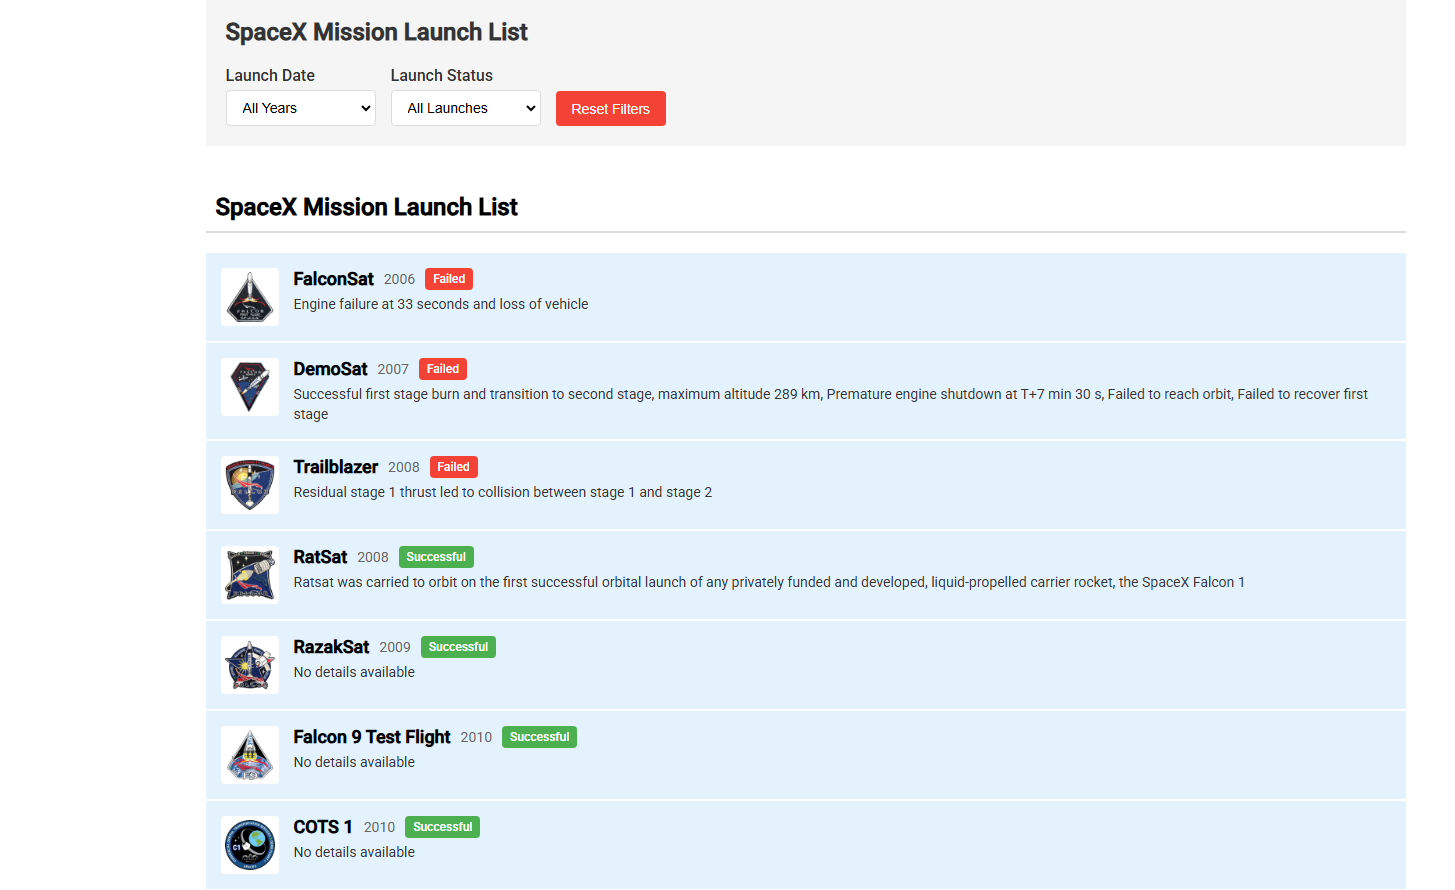 SpaceX Mission Launch List
Launch Date
Launch Status
All Years
All Launches
Reset Filters
SpaceX Mission Launch List
FalconSat 2006 Failed
Engine failure at 33 seconds and loss of vehicle
DemoSat 2007 Failed
Successful first stage burn and transition to second stage, maximum altitude 289 km, Premature engine shutdown at T+7 min 30 s, Failed to reach orbit, Failed to recover first
stage
Trailblazer 2008 Failed
Residual stage 1 thrust led to collision between stage 1 and stage 2
RatSat 2008 Successful
Ratsat was carried to orbit on the first successful orbital launch of any privately funded and developed, liquid-propelled carrier rocket, the SpaceX Falcon 1
RazakSat 2009 Successful
No details available
Falcon 9 Test Flight 2010 Successful
No details available
C1
COTS 1 2010 Successful
No details available